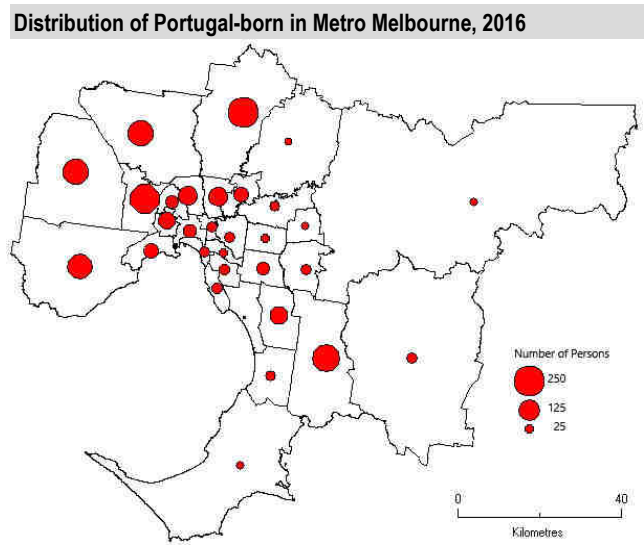 Distribution of Portugal-born in Metro Melbourne, 2016
Number of Persons
250
125
25
0 40
Kilometres